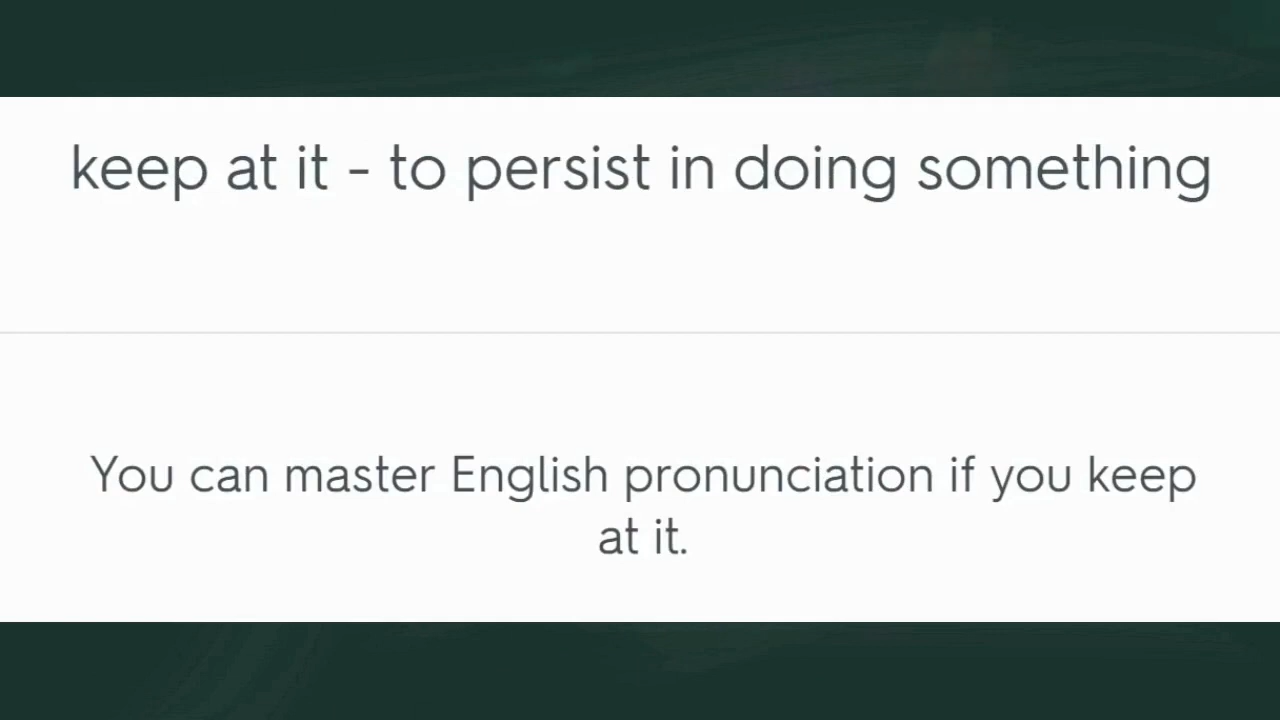 keep at it - to persist in doing something
You can master English pronunciation if you keep
at it.